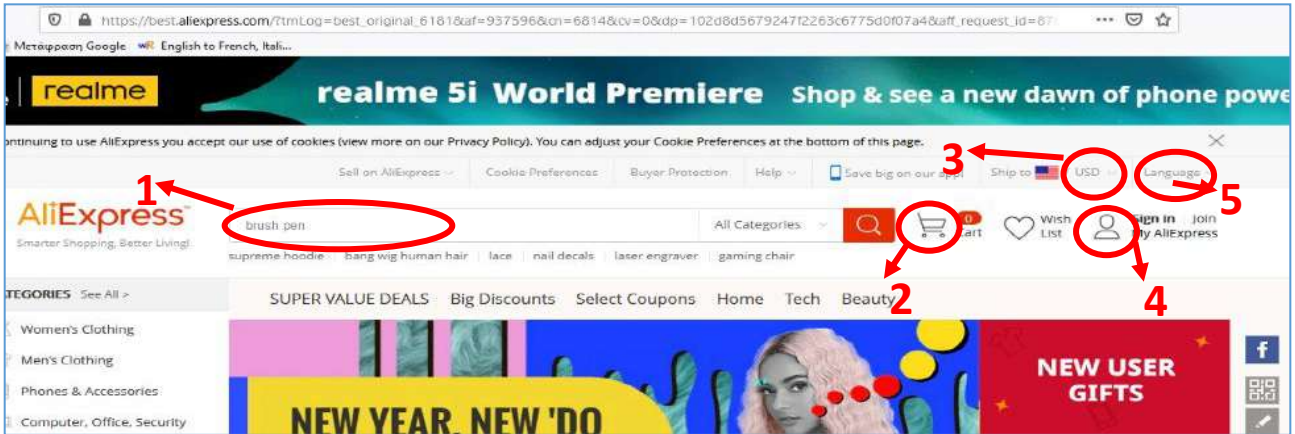 https://best.aliexpress.com/?tmLog=best_original_6181&af=937596&cn=6814&cv=0&dp=102d8d5679247f2263c6775d0f07a4&aff_request_id=87
Μετάφραση Google wR English to French, Itali...
realme
realme 5i World Premiere Shop & see a new dawn of phone powe
ontinuing to use AliExpress you accept our use of cookies (view more on our Privacy Policy). You can adjust your Cookie Preferences at the bottom of this page.
3
Sell on AliExpress Cookie Preferences Buyer Protection Help Save big on our app! Ship to USD Language
1
5
AliExpress
Smarter Shopping, Better Living!
brush pen All Categories 0 Cart Wish List Sign in Join My AliExpress
supreme hoodie bang wig human hair lace nail decals laser engraver gaming chair
2
4
TEGORIES See All >
SUPER VALUE DEALS Big Discounts Select Coupons Home Tech Beauty
Women's Clothing
Men's Clothing
Phones & Accessories
Computer, Office, Security
NEW YEAR, NEW 'DO
NEW USER
GIFTS
f